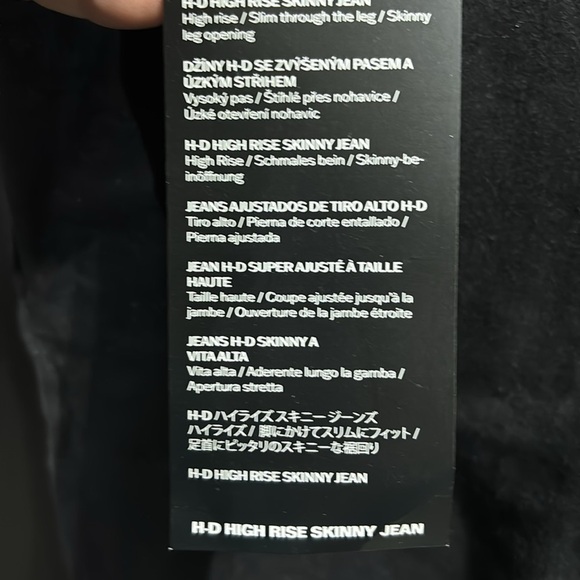 H-D HIGH RISE SKINNY JEAN
High rise / Slim through the leg / Skinny
leg opening
DŽÍNY H-D SE ZVÝŠENÝM PASEM A
ÚZKÝM STŘIHEM
Vysoký pas / Štíhlé přes nohavice /
Úzké otevření nohavic
H-D HIGH RISE SKINNY JEAN
High Rise / Schmales bein / Skinny-be-
inöffnung
JEANS AJUSTADOS DE TIRO ALTO H-D
Tiro alto / Pierna de corte entallado /
Pierna ajustada
JEAN H-D SUPER AJUSTÉ À TAILLE
HAUTE
Taille haute / Coupe ajustée jusqu'à la
jambe / Ouverture de la jambe étroite
JEANS H-D SKINNY A
VITA ALTA
Vita alta / Aderente lungo la gamba /
Apertura stretta
H-D ハイライズ スキニー ジーンズ
ハイライズ / 脚にかけてスリムにフィット /
足首にピッタリのスキニーな裾回り
H-D HIGH RISE SKINNY JEAN
H-D HIGH RISE SKINNY JEAN